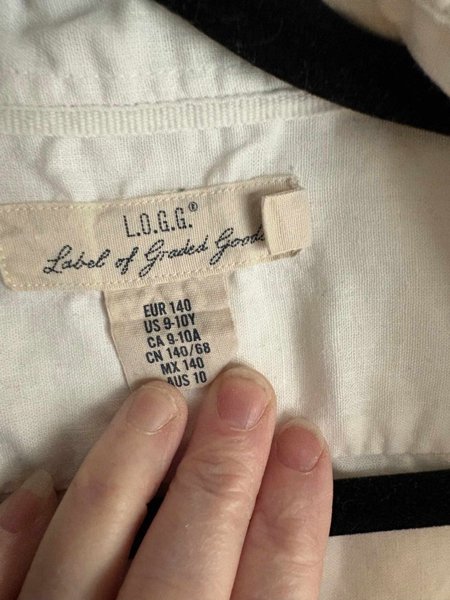 L.O.G.G.®
Label of Graded Goods
EUR 140
US 9-10Y
CA 9-10A
CN 140/68
MX 140
AUS 10